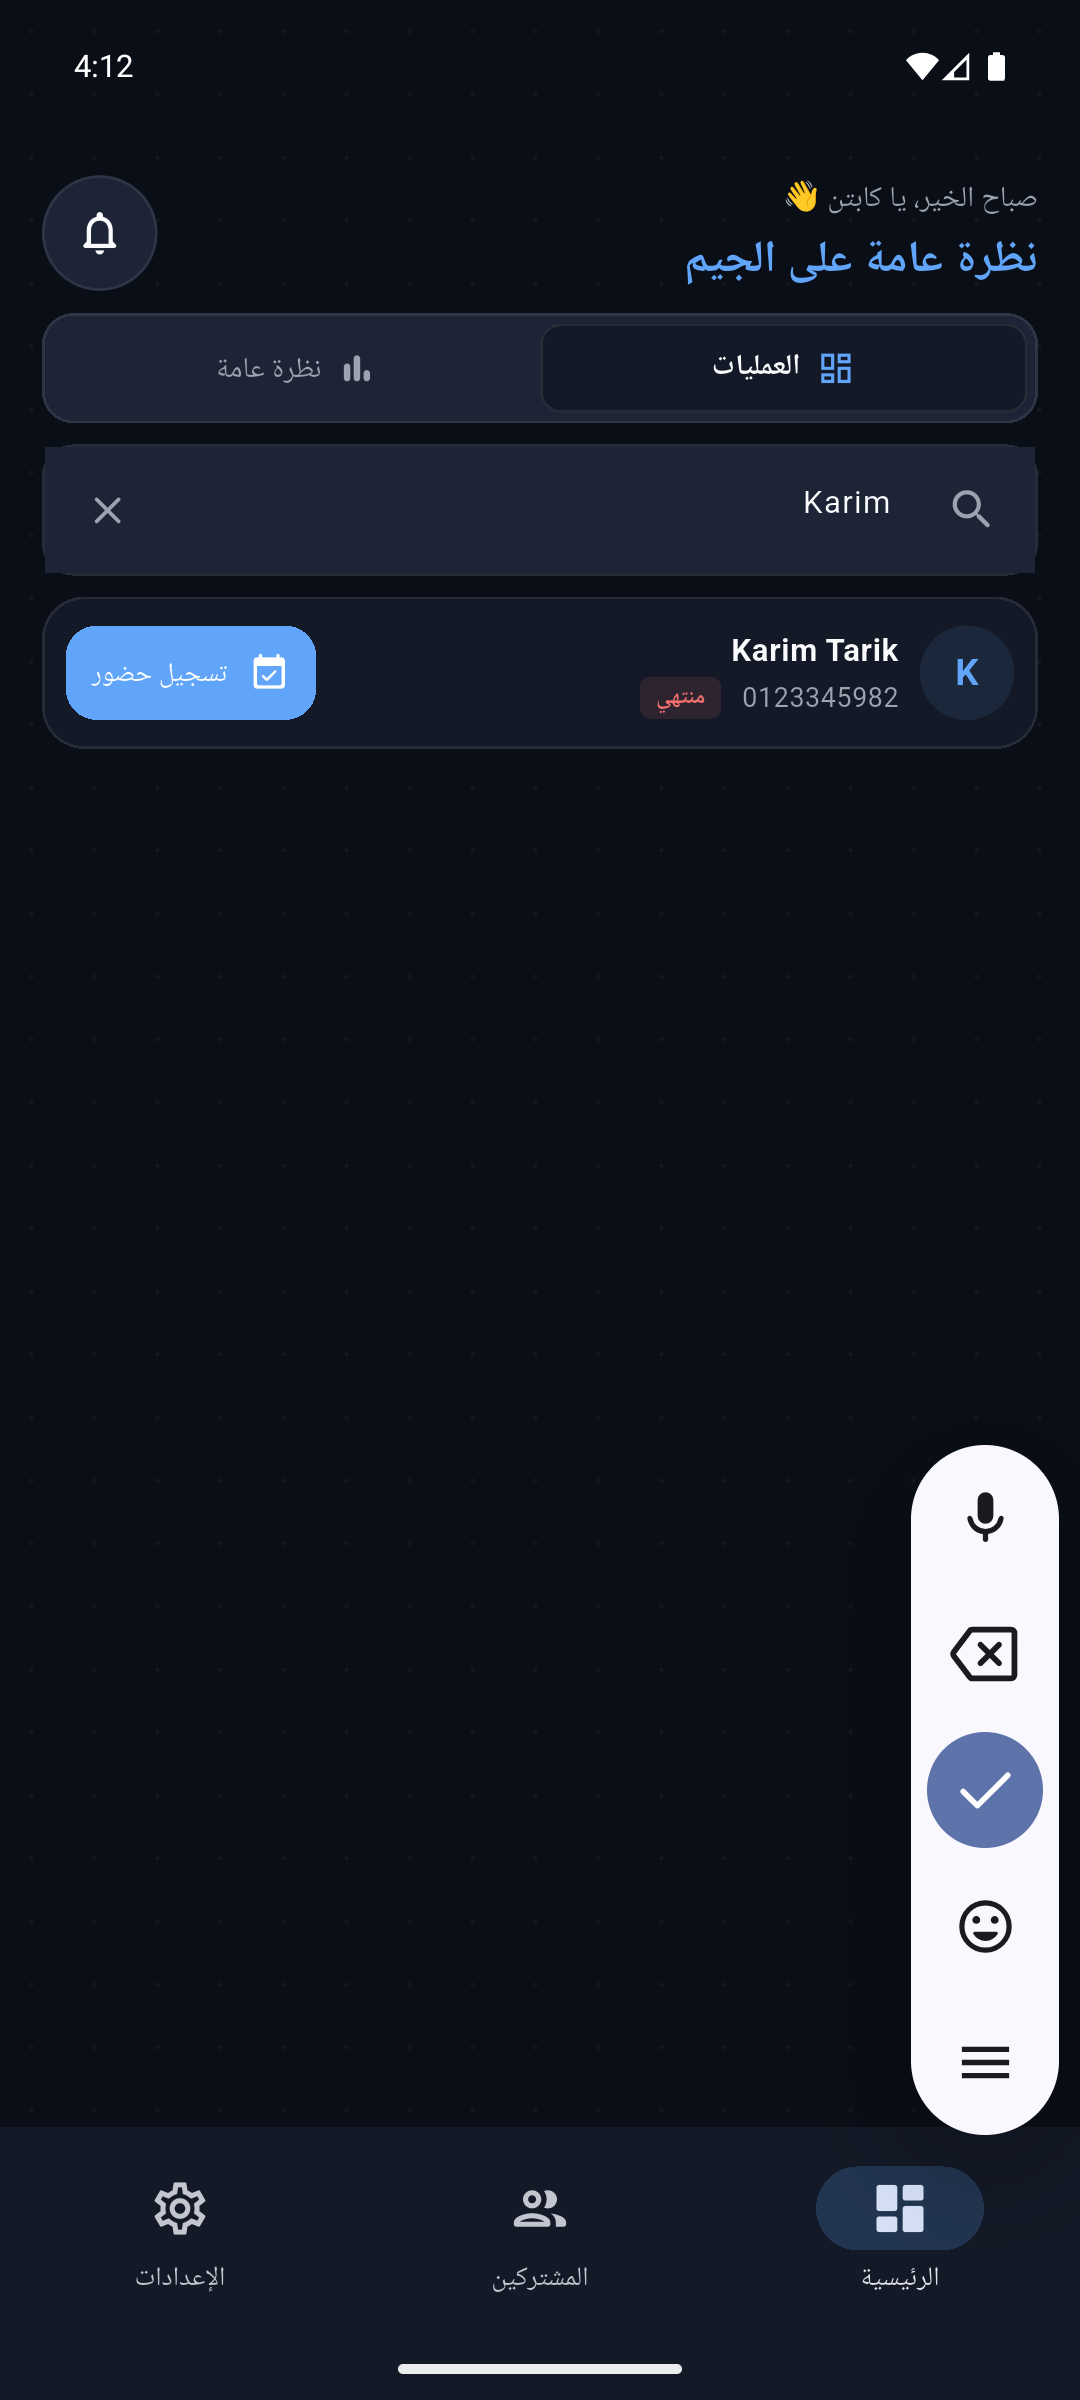 4:12
صباح الخير، يا كابتن 👋
نظرة عامة على الجيم
العمليات
نظرة عامة
Karim
K
Karim Tarik
0123345982
منتهي
تسجيل حضور
الرئيسية
المشتركين
الإعدادات